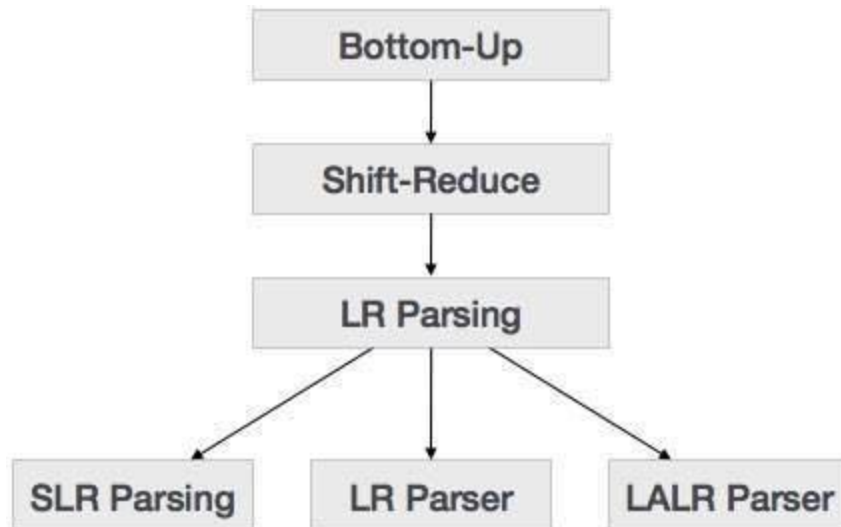 Bottom-Up
Shift-Reduce
LR Parsing
SLR Parsing
LR Parser
LALR Parser